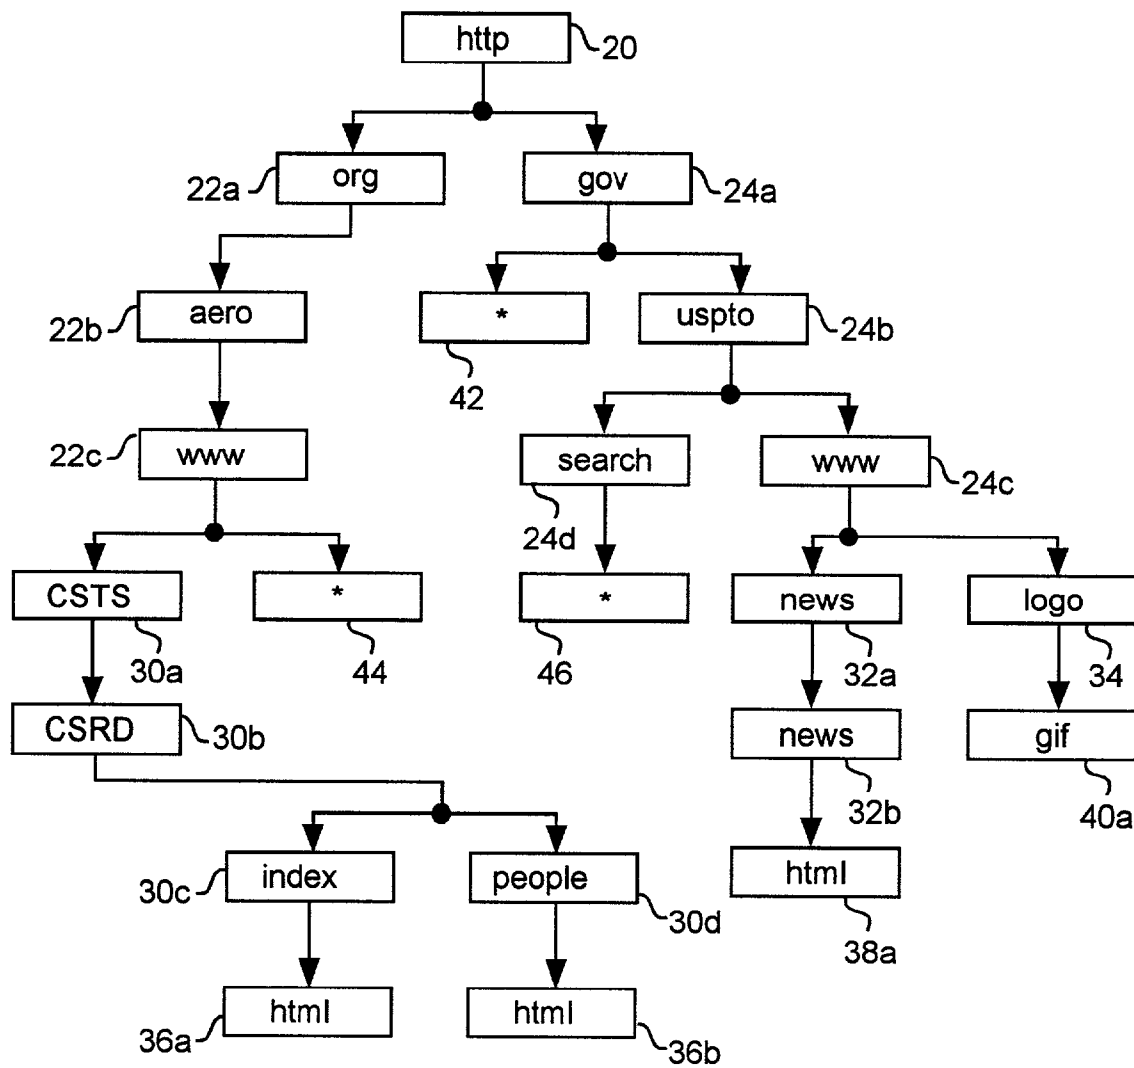 http 20
org gov
22a 24a
aero * uspto
22b 24b
42
www search www
22c 24d 24c
CSTS * * news logo
30a 44 46 32a 34
CSRD news gif
30b 32b 40a
index people html
30c 30d 38a
html html
36a 36b